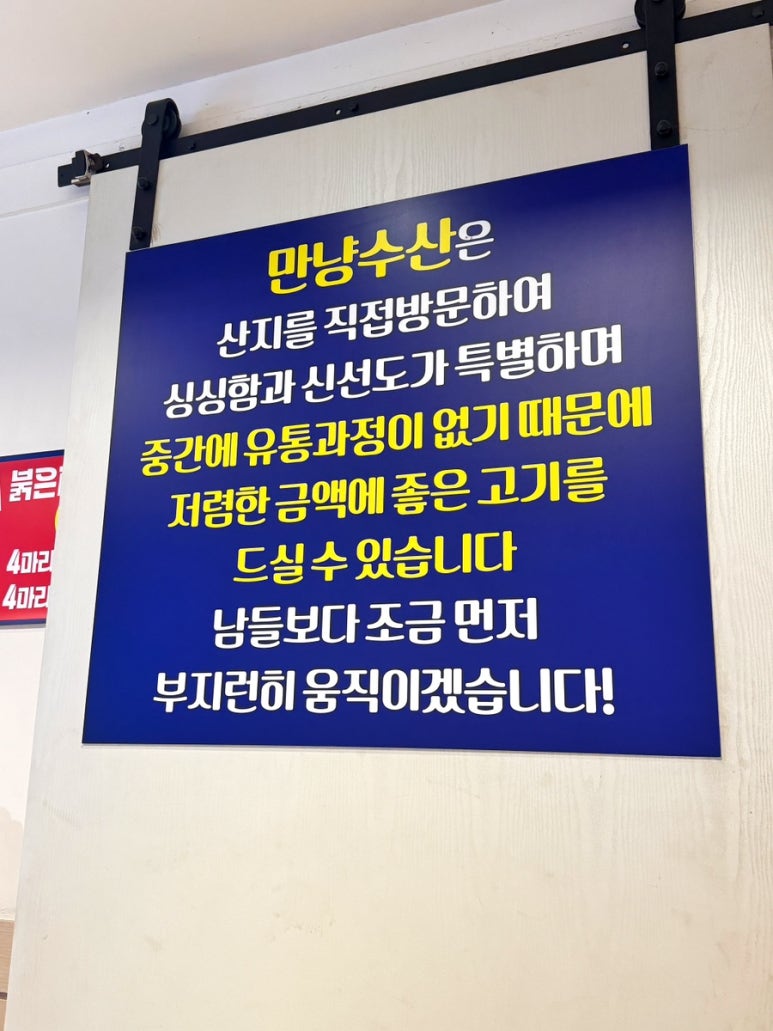 만냥수산은
산지를 직접방문하여
싱싱함과 신선도가 특별하며
중간에 유통과정이 없기 때문에
저렴한 금액에 좋은 고기를
드실 수 있습니다
남들보다 조금 먼저
부지런히 움직이겠습니다!
붉은
4마리
4마리